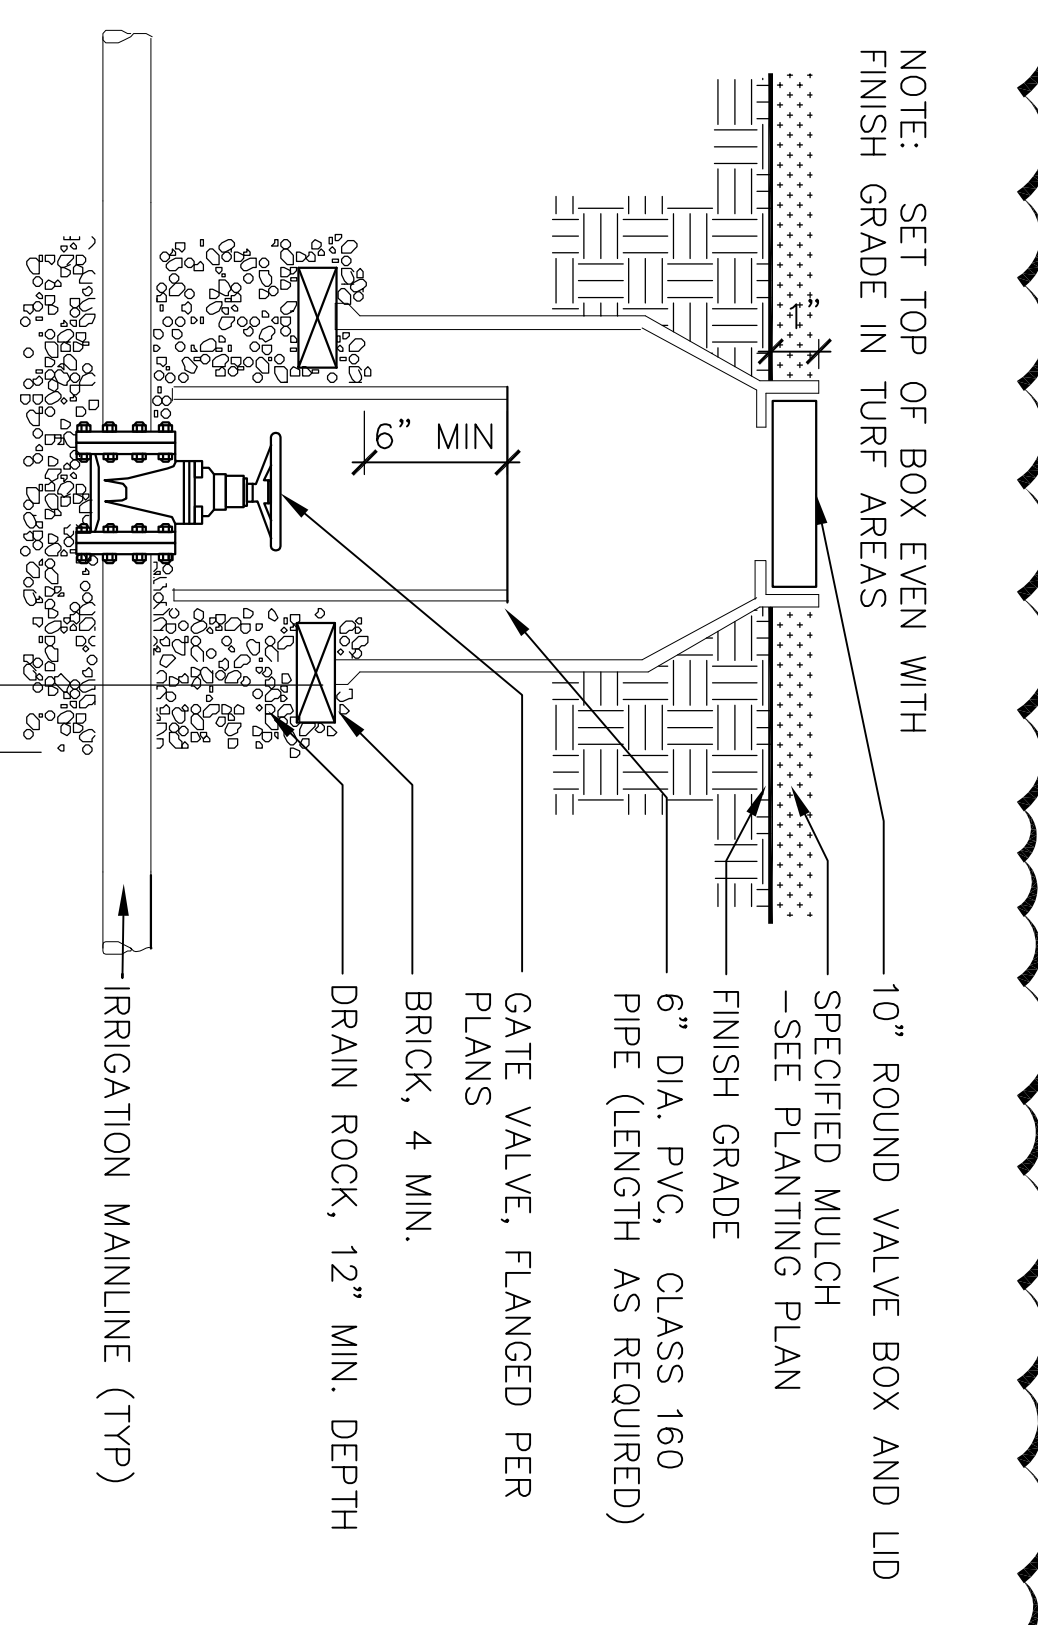 NOTE: SET TOP OF BOX EVEN WITH
FINISH GRADE IN TURF AREAS
1”
6” MIN
10” ROUND VALVE BOX AND LID
SPECIFIED MULCH
–SEE PLANTING PLAN
FINISH GRADE
6” DIA. PVC, CLASS 160
PIPE (LENGTH AS REQUIRED)
GATE VALVE, FLANGED PER
PLANS
BRICK, 4 MIN.
DRAIN ROCK, 12” MIN. DEPTH
IRRIGATION MAINLINE (TYP)